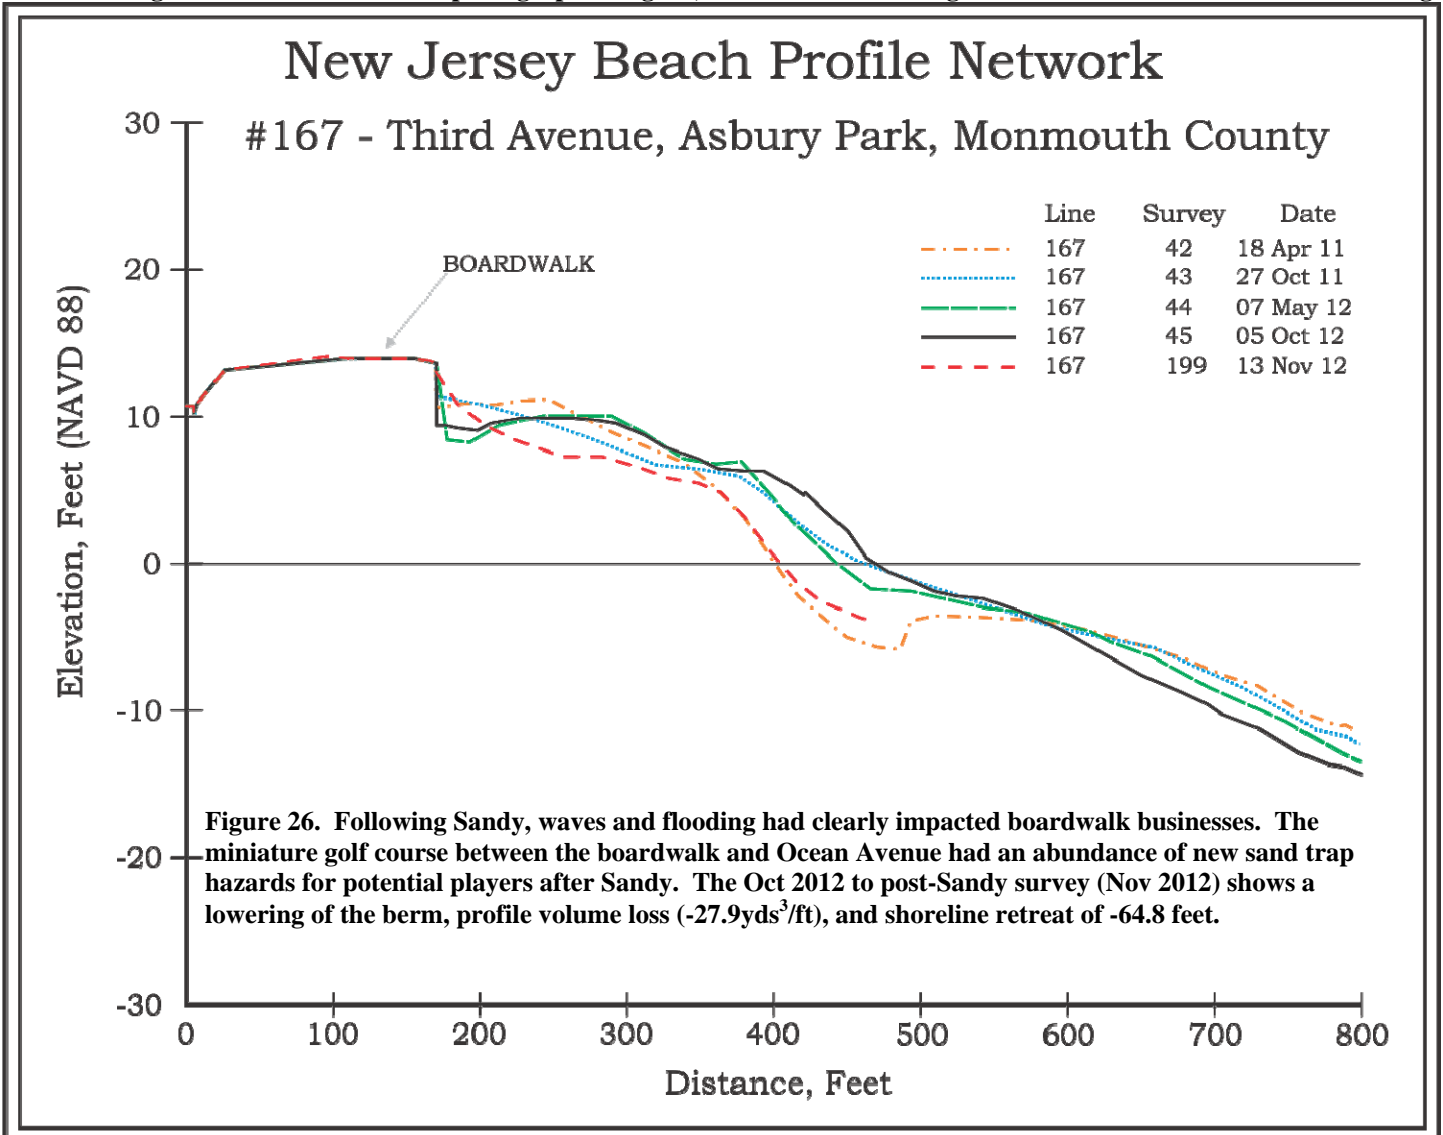 New Jersey Beach Profile Network
#167 - Third Avenue, Asbury Park, Monmouth County
Line Survey Date
167 42 18 Apr 11
167 43 27 Oct 11
167 44 07 May 12
167 45 05 Oct 12
167 199 13 Nov 12
BOARDWALK
Elevation, Feet (NAVD 88)
30
20
10
0
-10
-20
-30
Figure 26. Following Sandy, waves and flooding had clearly impacted boardwalk businesses. The
miniature golf course between the boardwalk and Ocean Avenue had an abundance of new sand trap
hazards for potential players after Sandy. The Oct 2012 to post-Sandy survey (Nov 2012) shows a
lowering of the berm, profile volume loss (-27.9yds³/ft), and shoreline retreat of -64.8 feet.
0 100 200 300 400 500 600 700 800
Distance, Feet